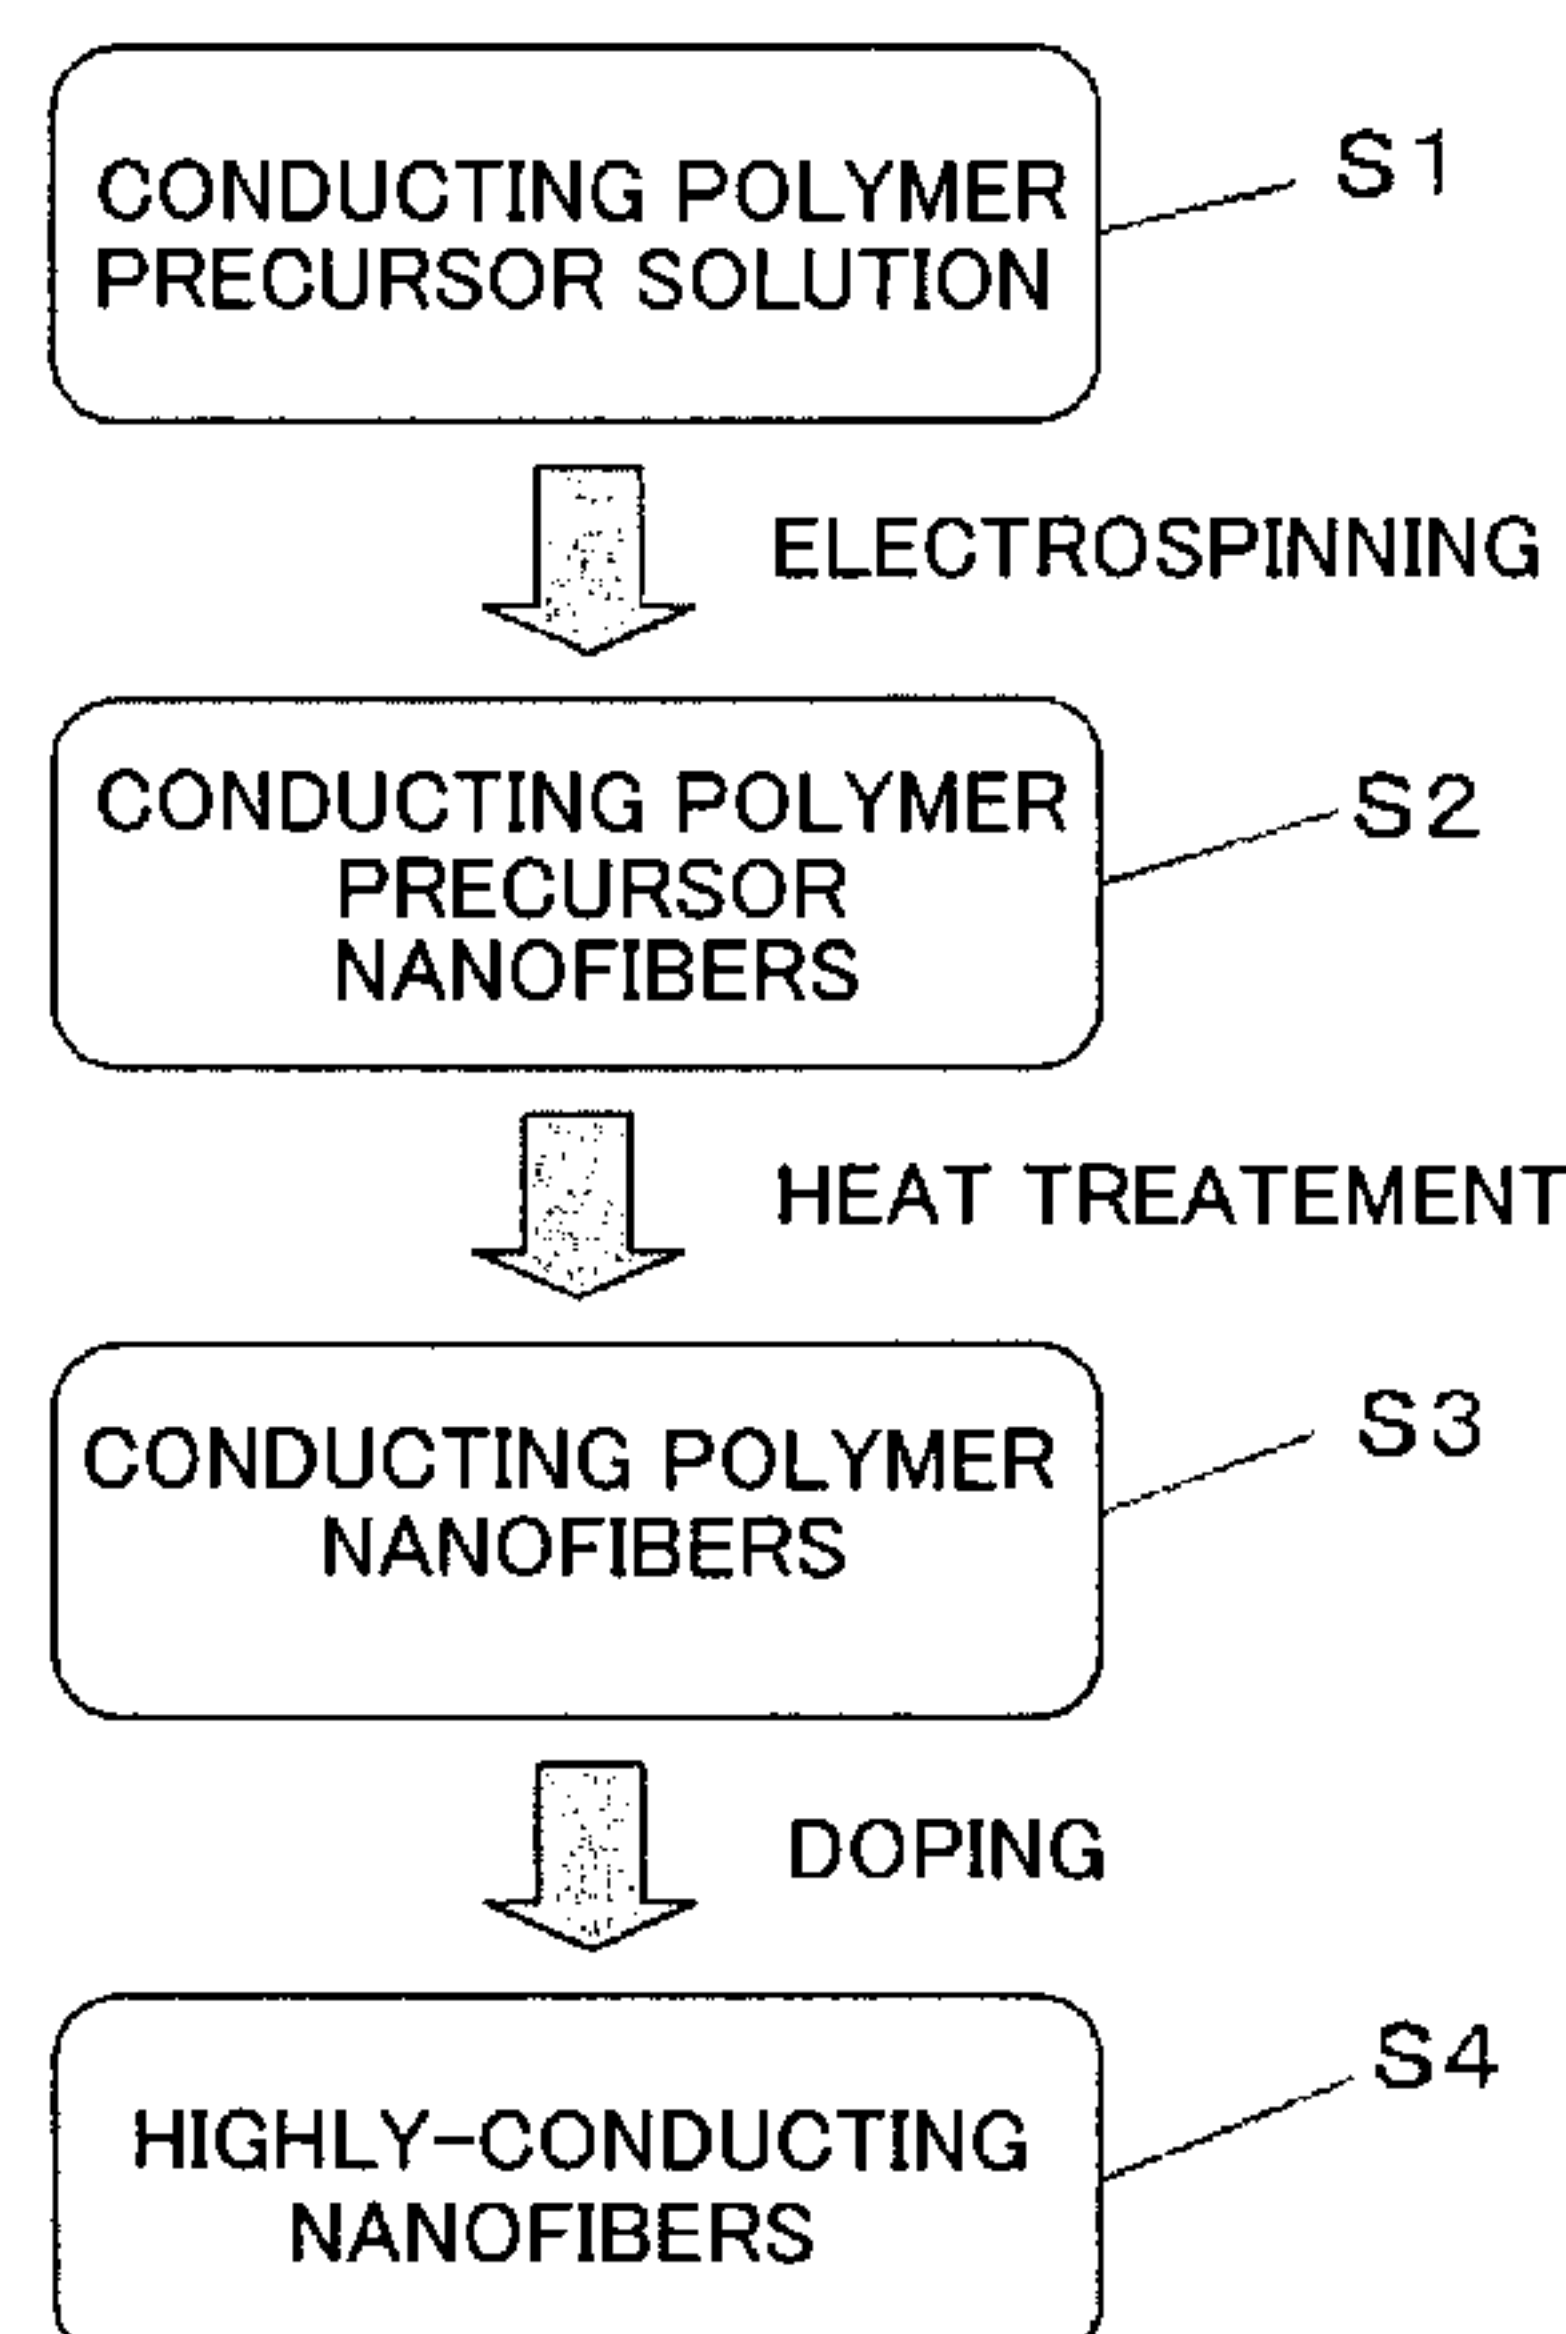 CONDUCTING POLYMER
PRECURSOR SOLUTION
S1
ELECTROSPINNING
CONDUCTING POLYMER
PRECURSOR
NANOFIBERS
S2
HEAT TREATEMENT
CONDUCTING POLYMER
NANOFIBERS
S3
DOPING
HIGHLY-CONDUCTING
NANOFIBERS
S4